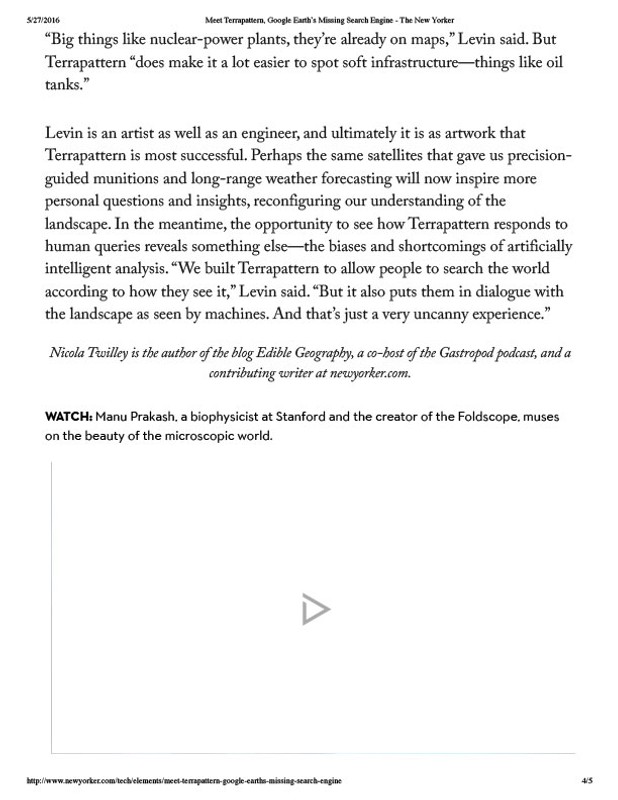 5/27/2016 Meet Terrapattern, Google Earth's Missing Search Engine - The New Yorker
“Big things like nuclear-power plants, they’re already on maps,” Levin said. But
Terrapattern “does make it a lot easier to spot soft infrastructure—things like oil
tanks.”
Levin is an artist as well as an engineer, and ultimately it is as artwork that
Terrapattern is most successful. Perhaps the same satellites that gave us precision-
guided munitions and long-range weather forecasting will now inspire more
personal questions and insights, reconfiguring our understanding of the
landscape. In the meantime, the opportunity to see how Terrapattern responds to
human queries reveals something else—the biases and shortcomings of artificially
intelligent analysis. “We built Terrapattern to allow people to search the world
according to how they see it,” Levin said. “But it also puts them in dialogue with
the landscape as seen by machines. And that’s just a very uncanny experience.”
Nicola Twilley is the author of the blog Edible Geography, a co-host of the Gastropod podcast, and a
contributing writer at newyorker.com.
WATCH: Manu Prakash, a biophysicist at Stanford and the creator of the Foldscope, muses
on the beauty of the microscopic world.
http://www.newyorker.com/tech/elements/meet-terrapattern-google-earths-missing-search-engine 4/5